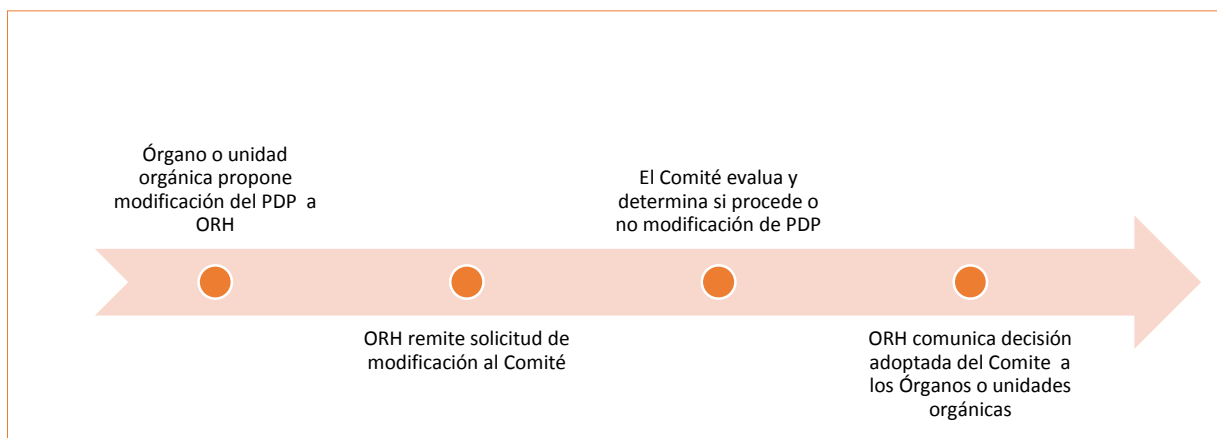 Órgano o unidad
orgánica propone
modificación del PDP a
ORH
ORH remite solicitud de
modificación al Comité
El Comité evalua y
determina si procede o
no modificación de PDP
ORH comunica decisión
adoptada del Comite a
los Órganos o unidades
orgánicas